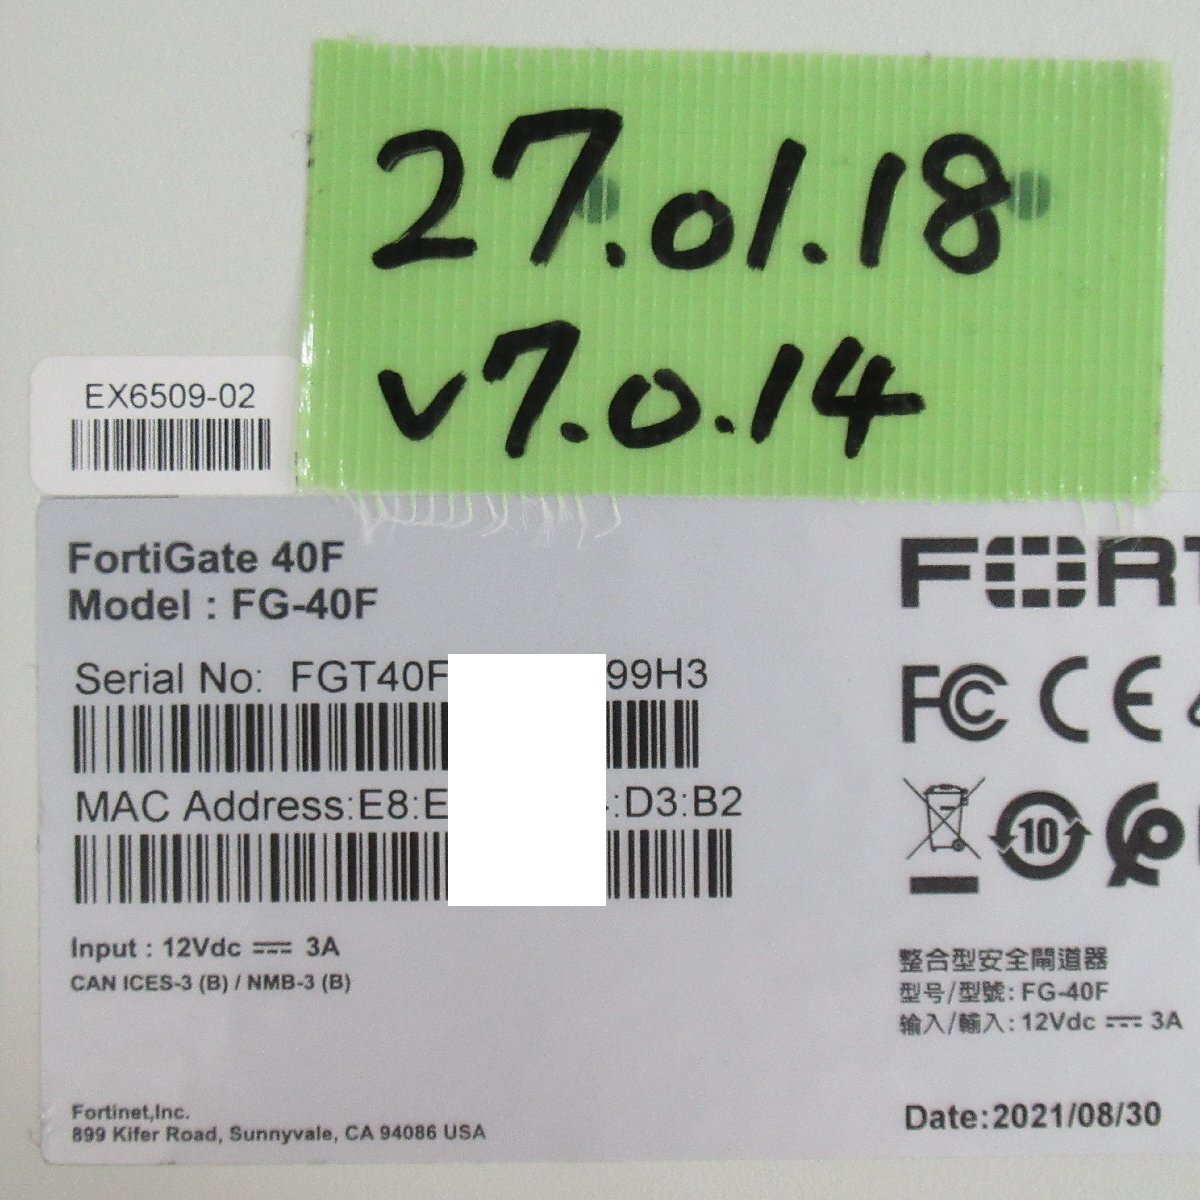 27.01.18
v7.0.14
EX6509-02
FortiGate 40F
Model : FG-40F
FORT
Serial No: FGT40F 99H3
MAC Address:E8:E :D3:B2
FC CE
10
Input : 12Vdc ⎓ 3A
CAN ICES-3 (B) / NMB-3 (B)
整合型安全閘道器
型号/型號: FG-40F
输入/輸入: 12Vdc ⎓ 3A
Fortinet,Inc.
899 Kifer Road, Sunnyvale, CA 94086 USA
Date:2021/08/30